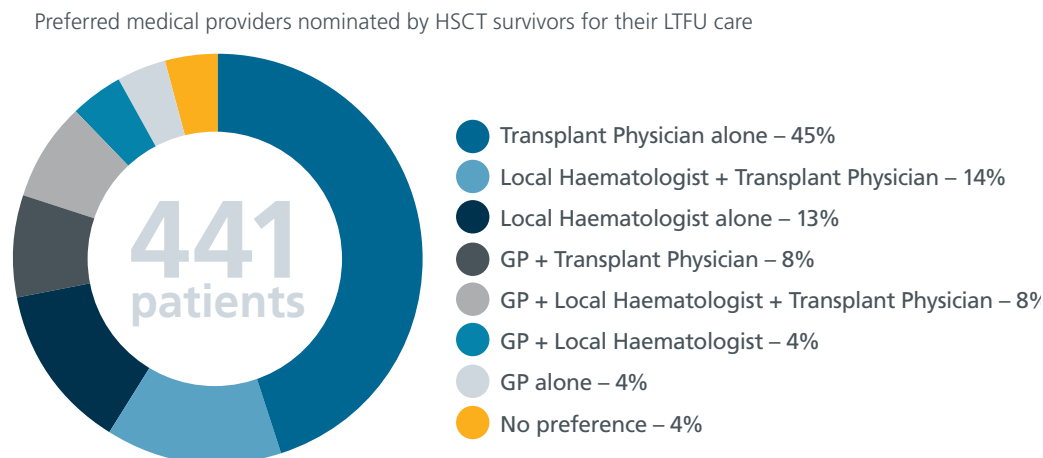 Preferred medical providers nominated by HSCT survivors for their LTFU care
441
patients
Transplant Physician alone – 45%
Local Haematologist + Transplant Physician – 14%
Local Haematologist alone – 13%
GP + Transplant Physician – 8%
GP + Local Haematologist + Transplant Physician – 8%
GP + Local Haematologist – 4%
GP alone – 4%
No preference – 4%